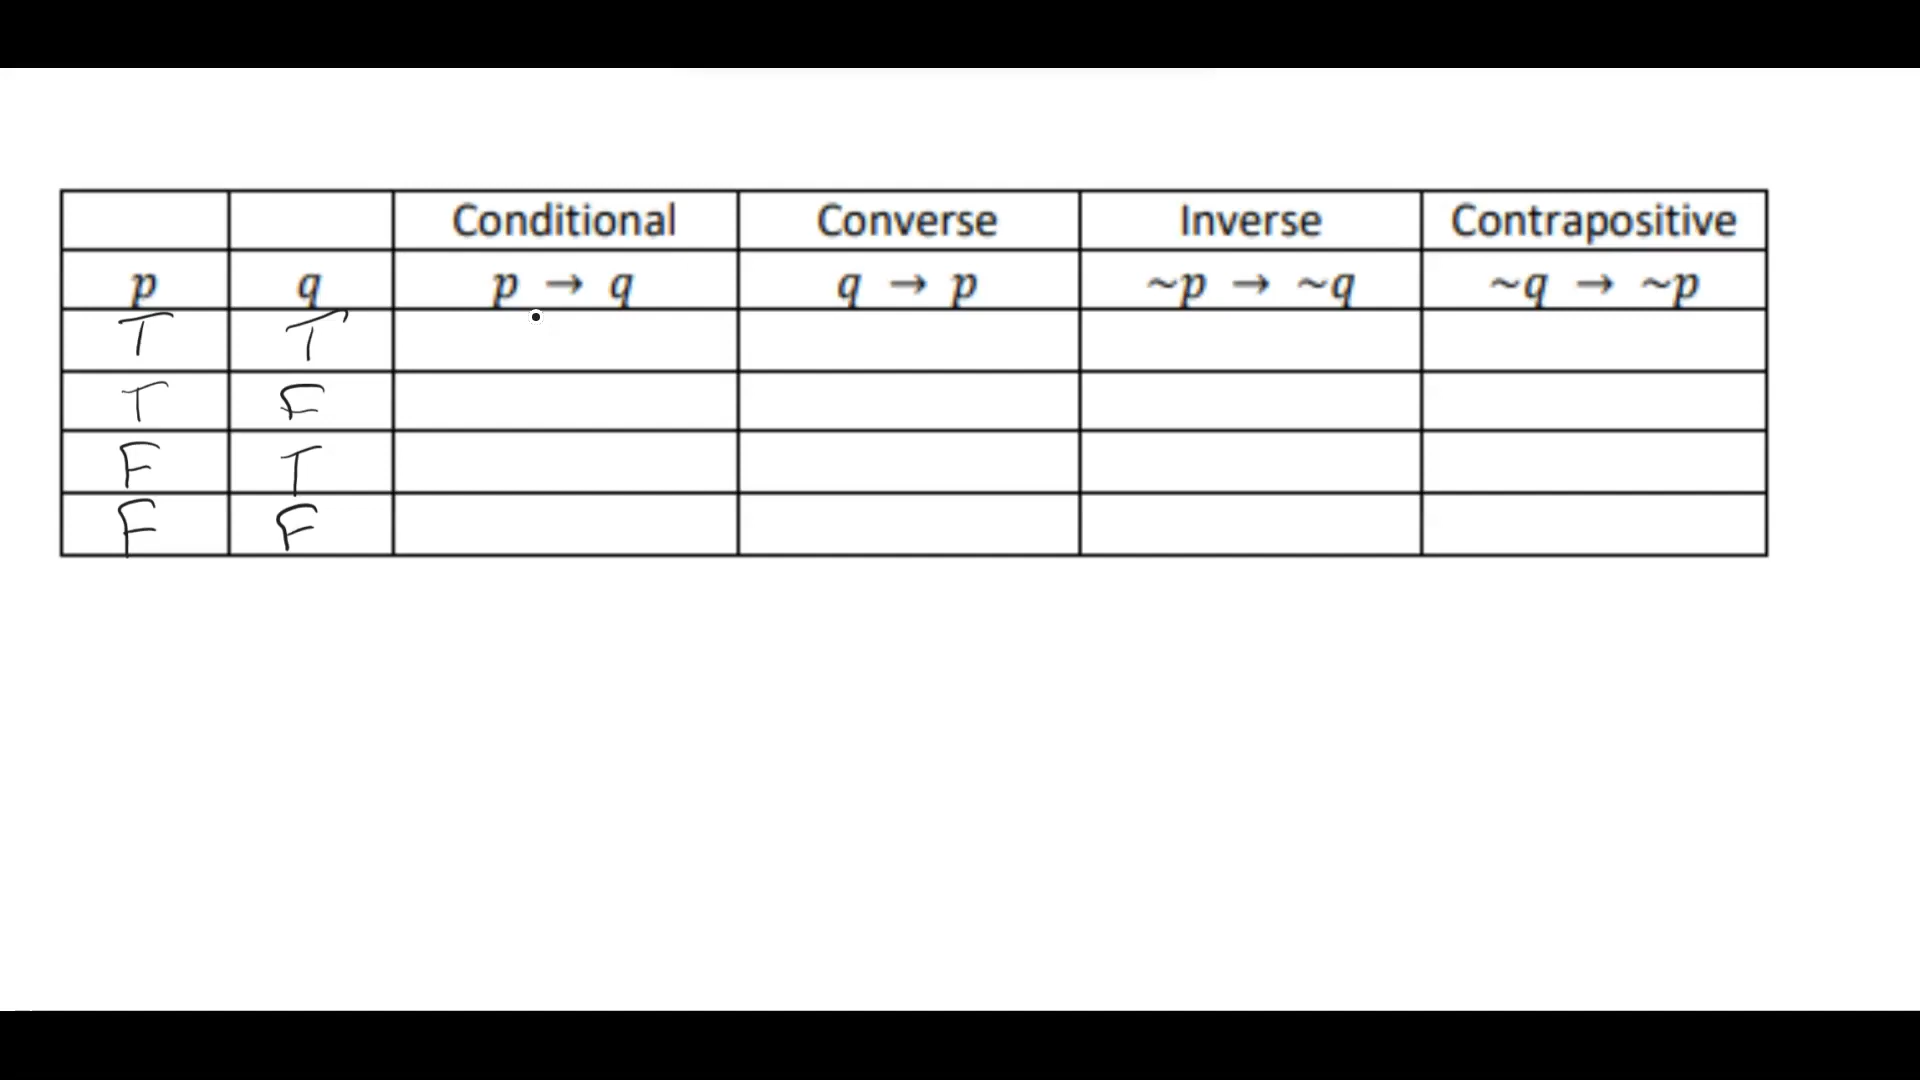 Conditional Converse Inverse Contrapositive
p q p → q q → p ~p → ~q ~q → ~p
T T
T F
F T
F F